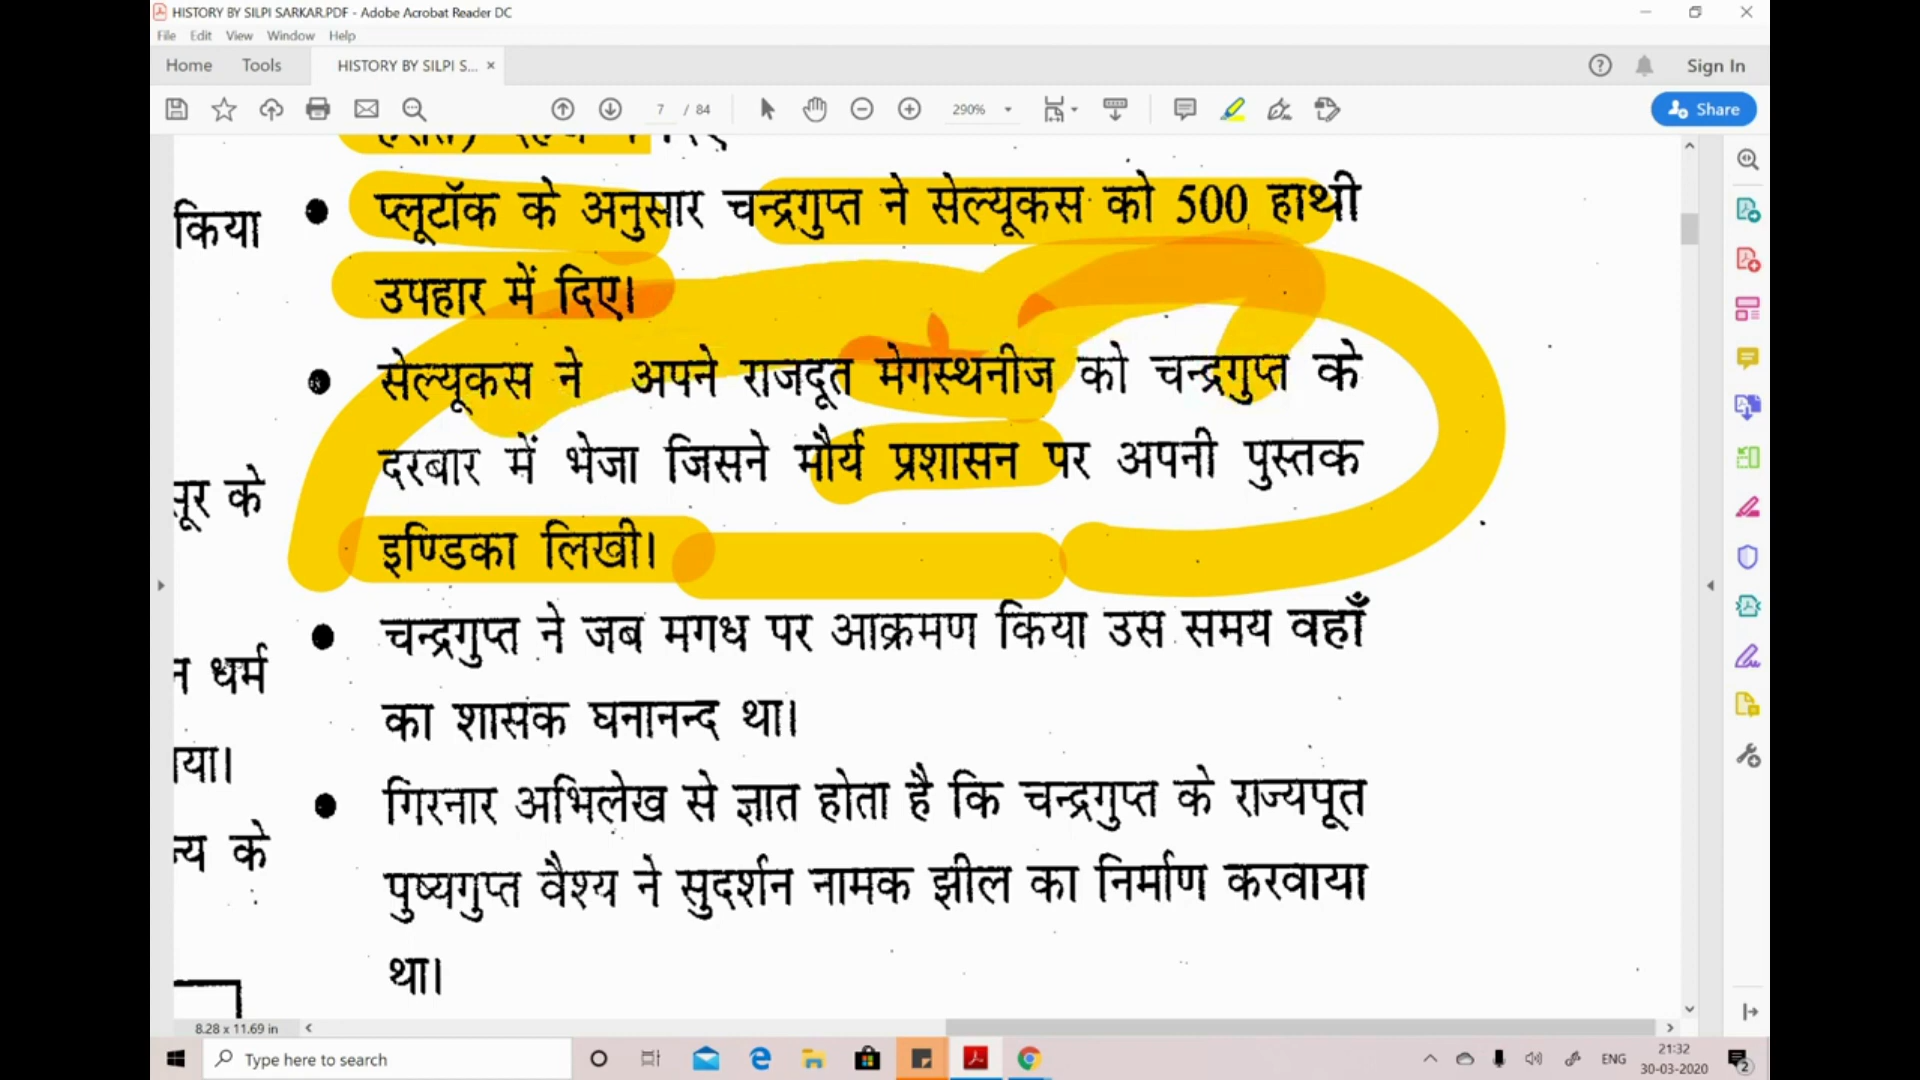 HISTORY BY SILPI SARKAR.PDF - Adobe Acrobat Reader DC
File Edit View Window Help
Home Tools HISTORY BY SILPI S... × Sign In
7 / 84 290% Share
किया
प्लूटॉक के अनुसार चन्द्रगुप्त ने सेल्यूकस को 500 हाथी
उपहार में दिए।
सेल्यूकस ने अपने राजदूत मेगस्थनीज को चन्द्रगुप्त के
दरबार में भेजा जिसने मौर्य प्रशासन पर अपनी पुस्तक
के
इण्डिका लिखी।
चन्द्रगुप्त ने जब मगध पर आक्रमण किया उस समय वहाँ
धर्म
का शासक घनानन्द था।
गिरनार अभिलेख से ज्ञात होता है कि चन्द्रगुप्त के राज्यपूत
के
पुष्यगुप्त वैश्य ने सुदर्शन नामक झील का निर्माण करवाया
था।
8.28 x 11.69 in
Type here to search ENG 21:32
30-03-2020 2